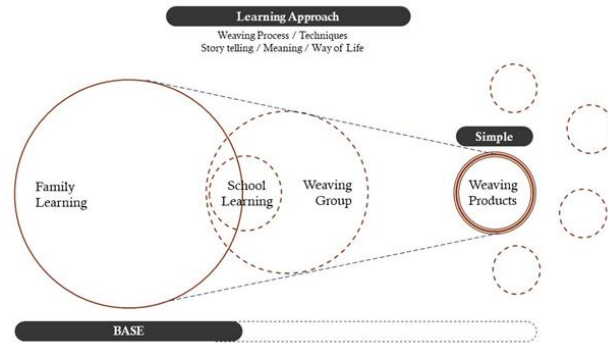 Learning Approach
Weaving Process / Techniques
Story telling / Meaning / Way of Life
Simple
Family
Learning
School
Learning
Weaving
Group
Weaving
Products
BASE